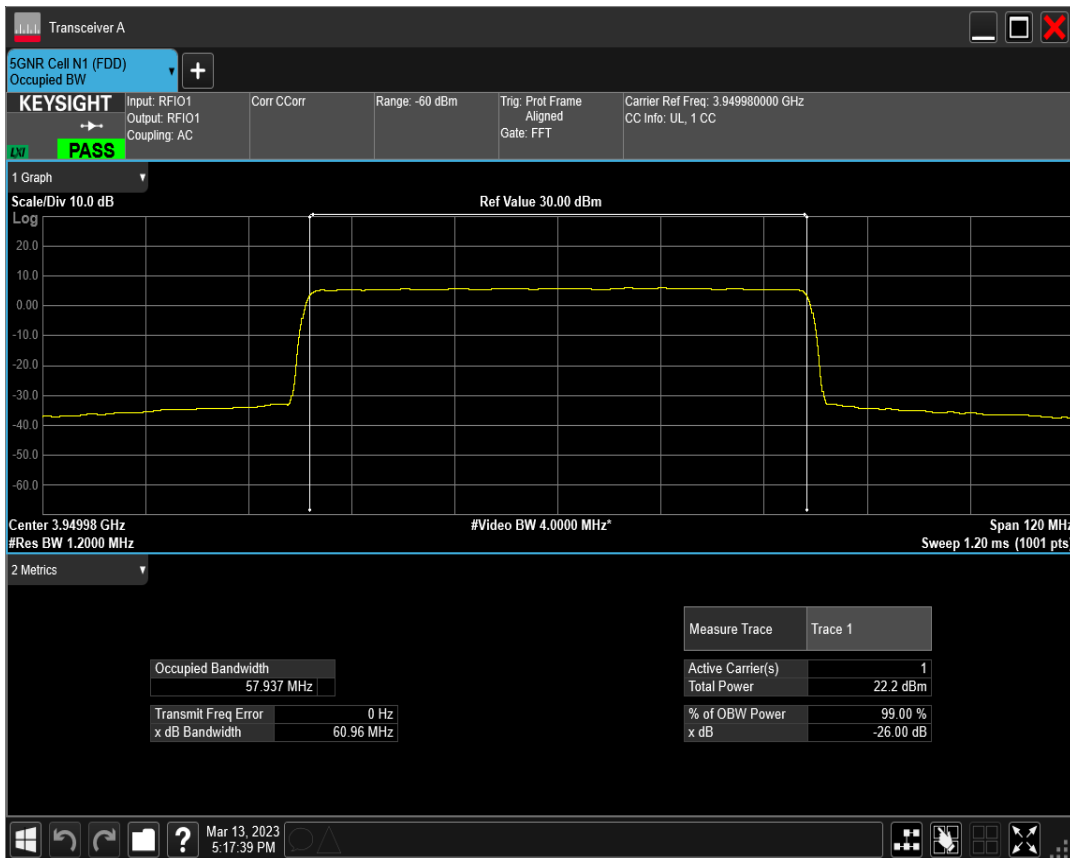 Transceiver A
5GNR Cell N1 (FDD)
Occupied BW
+
KEYSIGHT
LXI
PASS
Input: RFIO1
Output: RFIO1
Coupling: AC
Corr CCorr
Range: -60 dBm
Trig: Prot Frame
Aligned
Gate: FFT
Carrier Ref Freq: 3.949980000 GHz
CC Info: UL, 1 CC
1 Graph
Scale/Div 10.0 dB
Ref Value 30.00 dBm
Log
20.0
10.0
0.00
-10.0
-20.0
-30.0
-40.0
-50.0
-60.0
Center 3.94998 GHz
#Video BW 4.0000 MHz*
Span 120 MHz
#Res BW 1.2000 MHz
Sweep 1.20 ms (1001 pts)
2 Metrics
Measure Trace Trace 1
Occupied Bandwidth
57.937 MHz
Active Carrier(s) 1
Total Power 22.2 dBm
Transmit Freq Error 0 Hz
x dB Bandwidth 60.96 MHz
% of OBW Power 99.00 %
x dB -26.00 dB
?
Mar 13, 2023
5:17:39 PM